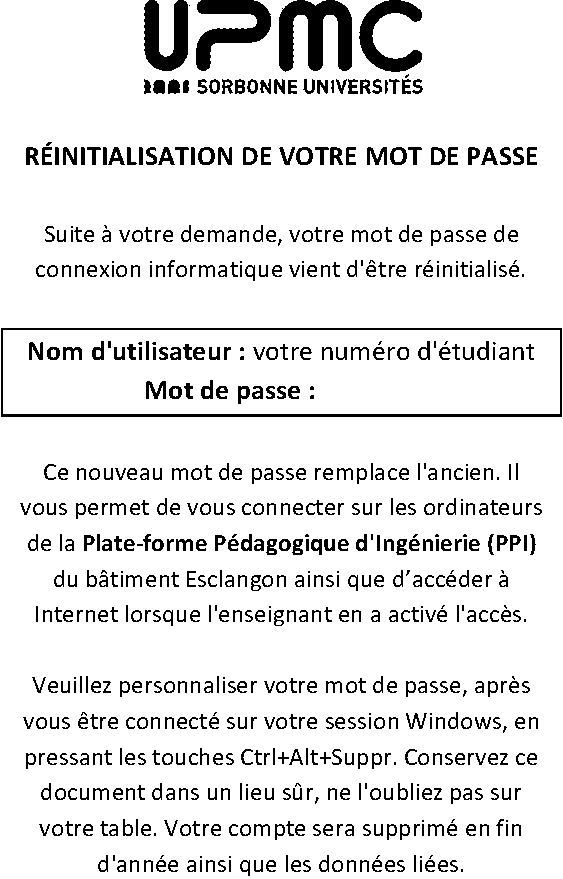 UPMC
SORBONNE UNIVERSITÉS
RÉINITIALISATION DE VOTRE MOT DE PASSE
Suite à votre demande, votre mot de passe de
connexion informatique vient d'être réinitialisé.
Nom d'utilisateur : votre numéro d'étudiant
Mot de passe :
Ce nouveau mot de passe remplace l'ancien. Il
vous permet de vous connecter sur les ordinateurs
de la Plate-forme Pédagogique d'Ingénierie (PPI)
du bâtiment Esclangon ainsi que d’accéder à
Internet lorsque l'enseignant en a activé l'accès.
Veuillez personnaliser votre mot de passe, après
vous être connecté sur votre session Windows, en
pressant les touches Ctrl+Alt+Suppr. Conservez ce
document dans un lieu sûr, ne l'oubliez pas sur
votre table. Votre compte sera supprimé en fin
d'année ainsi que les données liées.